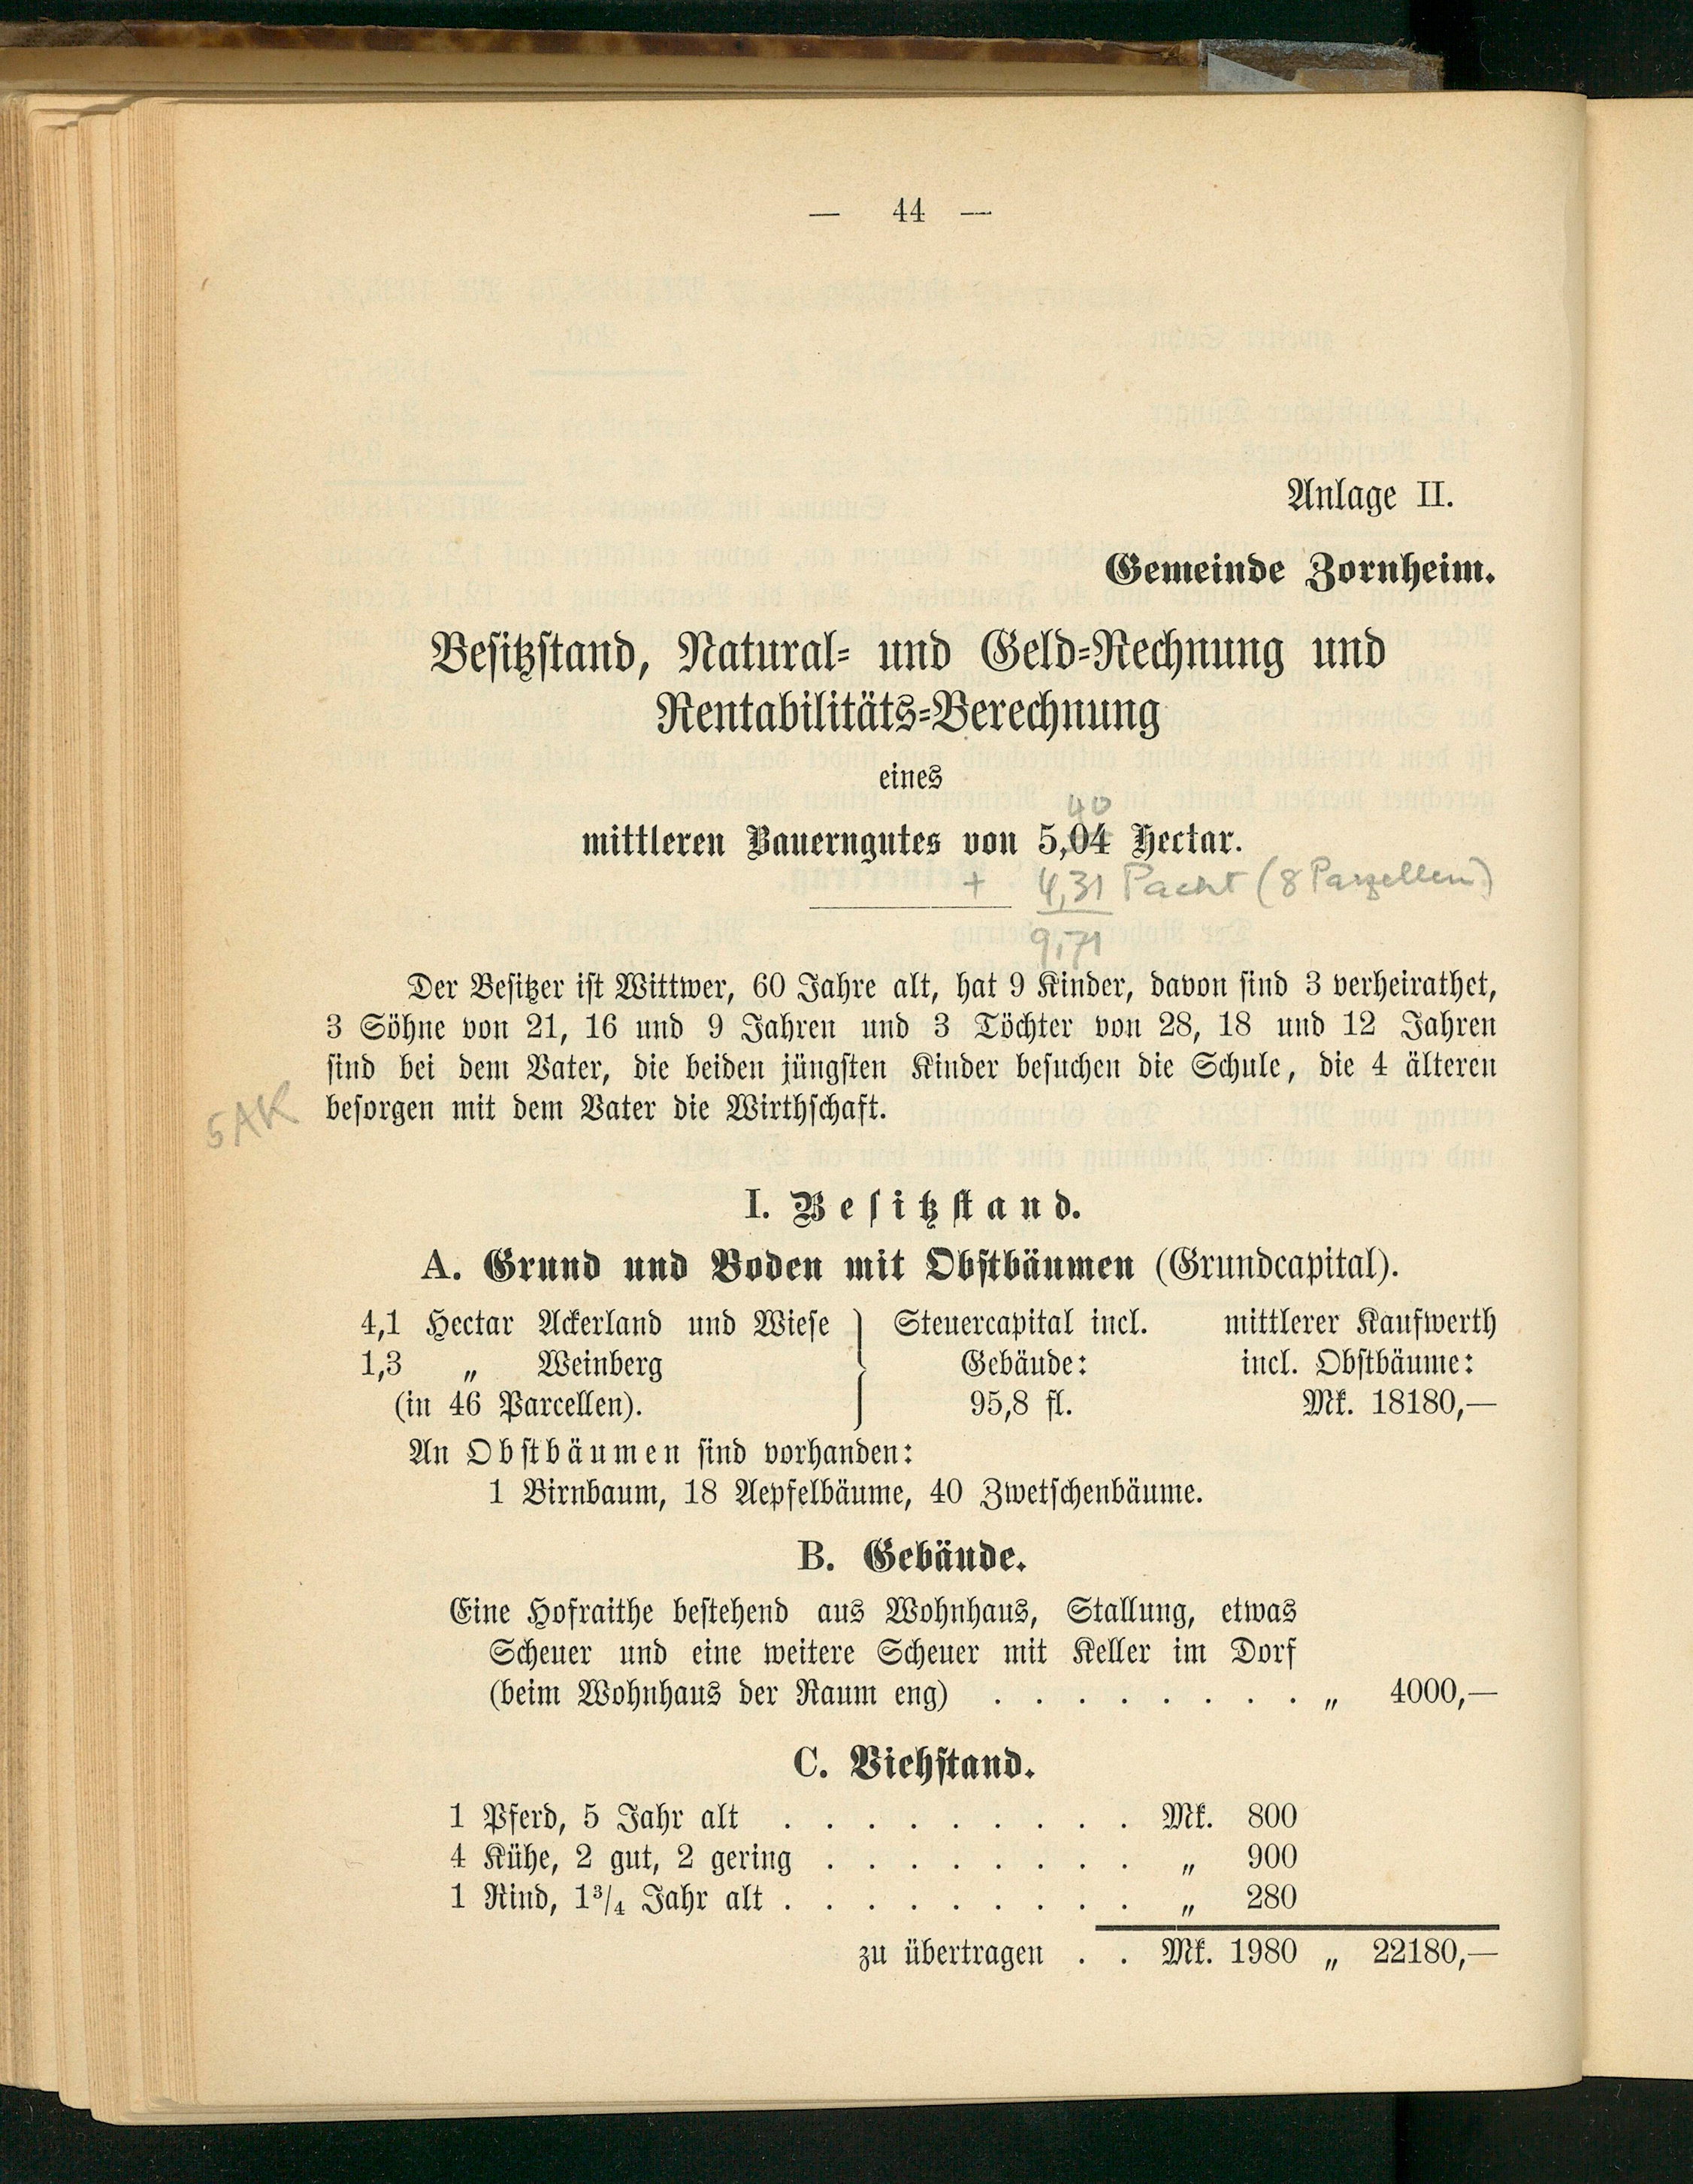 — 44 —
Anlage II.
Gemeinde Zornheim.
Besitzstand, Natural- und Geld-Rechnung und
Rentabilitäts-Berechnung
eines
40
mittleren Bauerngutes von 5,04 Hectar.
+ 4,31 Pacht (8 Parzellen)
9,71
Der Besitzer ist Wittwer, 60 Jahre alt, hat 9 Kinder, davon sind 3 verheirathet,
3 Söhne von 21, 16 und 9 Jahren und 3 Töchter von 28, 18 und 12 Jahren
sind bei dem Vater, die beiden jüngsten Kinder besuchen die Schule, die 4 älteren
5 AK besorgen mit dem Vater die Wirthschaft.
I. Besitzstand.
A. Grund und Boden mit Obstbäumen (Grundcapital).
4,1 Hectar Ackerland und Wiese Steuercapital incl. mittlerer Kaufwerth
1,3 „ Weinberg Gebäude: incl. Obstbäume:
(in 46 Parcellen). 95,8 fl. Mk. 18180,—
An Obstbäumen sind vorhanden:
1 Birnbaum, 18 Aepfelbäume, 40 Zwetschenbäume.
B. Gebäude.
Eine Hofraithe bestehend aus Wohnhaus, Stallung, etwas
Scheuer und eine weitere Scheuer mit Keller im Dorf
(beim Wohnhaus der Raum eng) . . . . . . . . „ 4000,—
C. Viehstand.
1 Pferd, 5 Jahr alt . . . . . . . . . Mk. 800
4 Kühe, 2 gut, 2 gering . . . . . . . . „ 900
1 Rind, 1¾ Jahr alt . . . . . . . . . „ 280
zu übertragen . . Mk. 1980 „ 22180,—